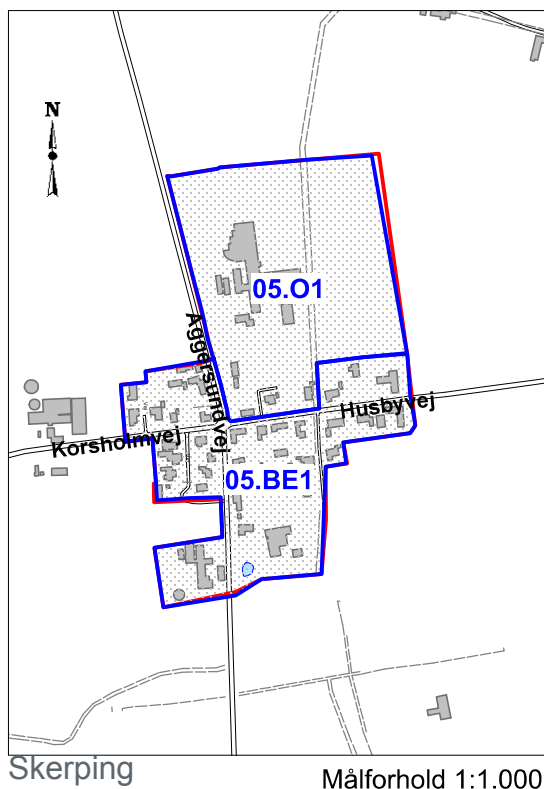 N
05.O1
Aggersundvej
Husbyvej
Korsholmvej
05.BE1
Skerping
Målforhold 1:1.000